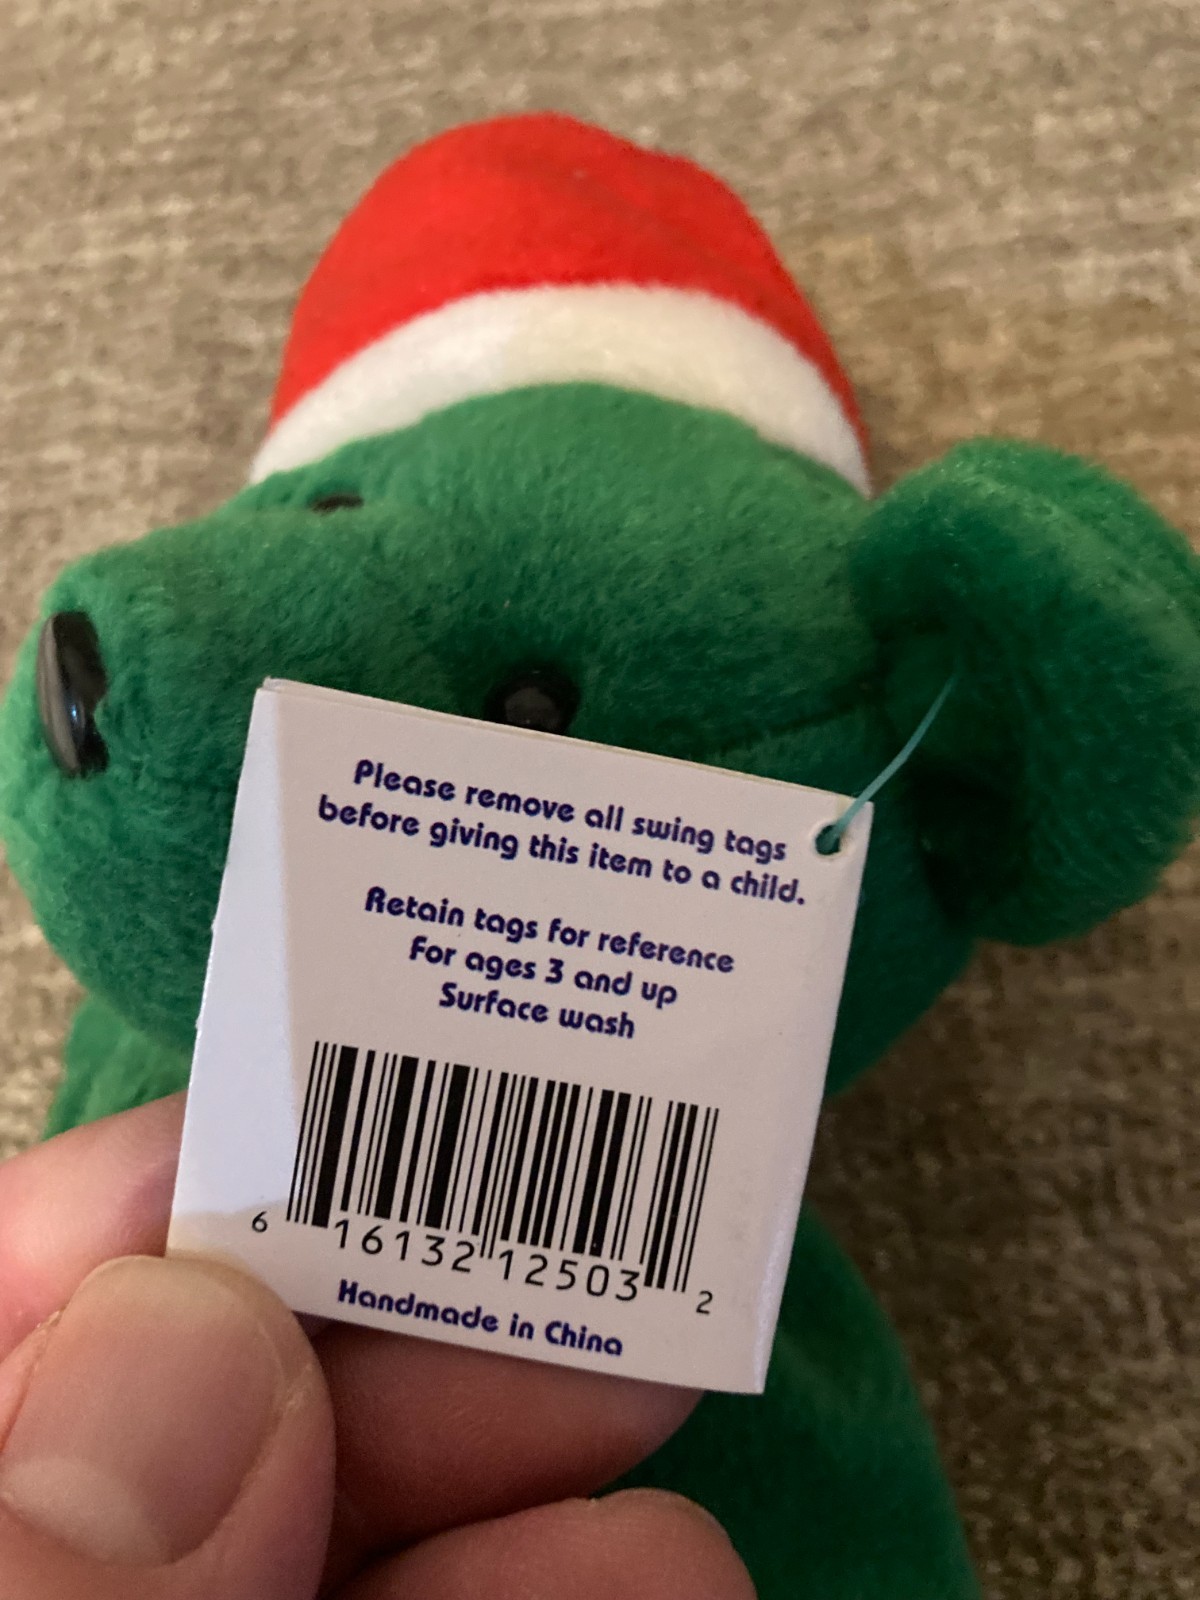 Please remove all swing tags
before giving this item to a child.
Retain tags for reference
For ages 3 and up
Surface wash
6 16132 12503 2
Handmade in China